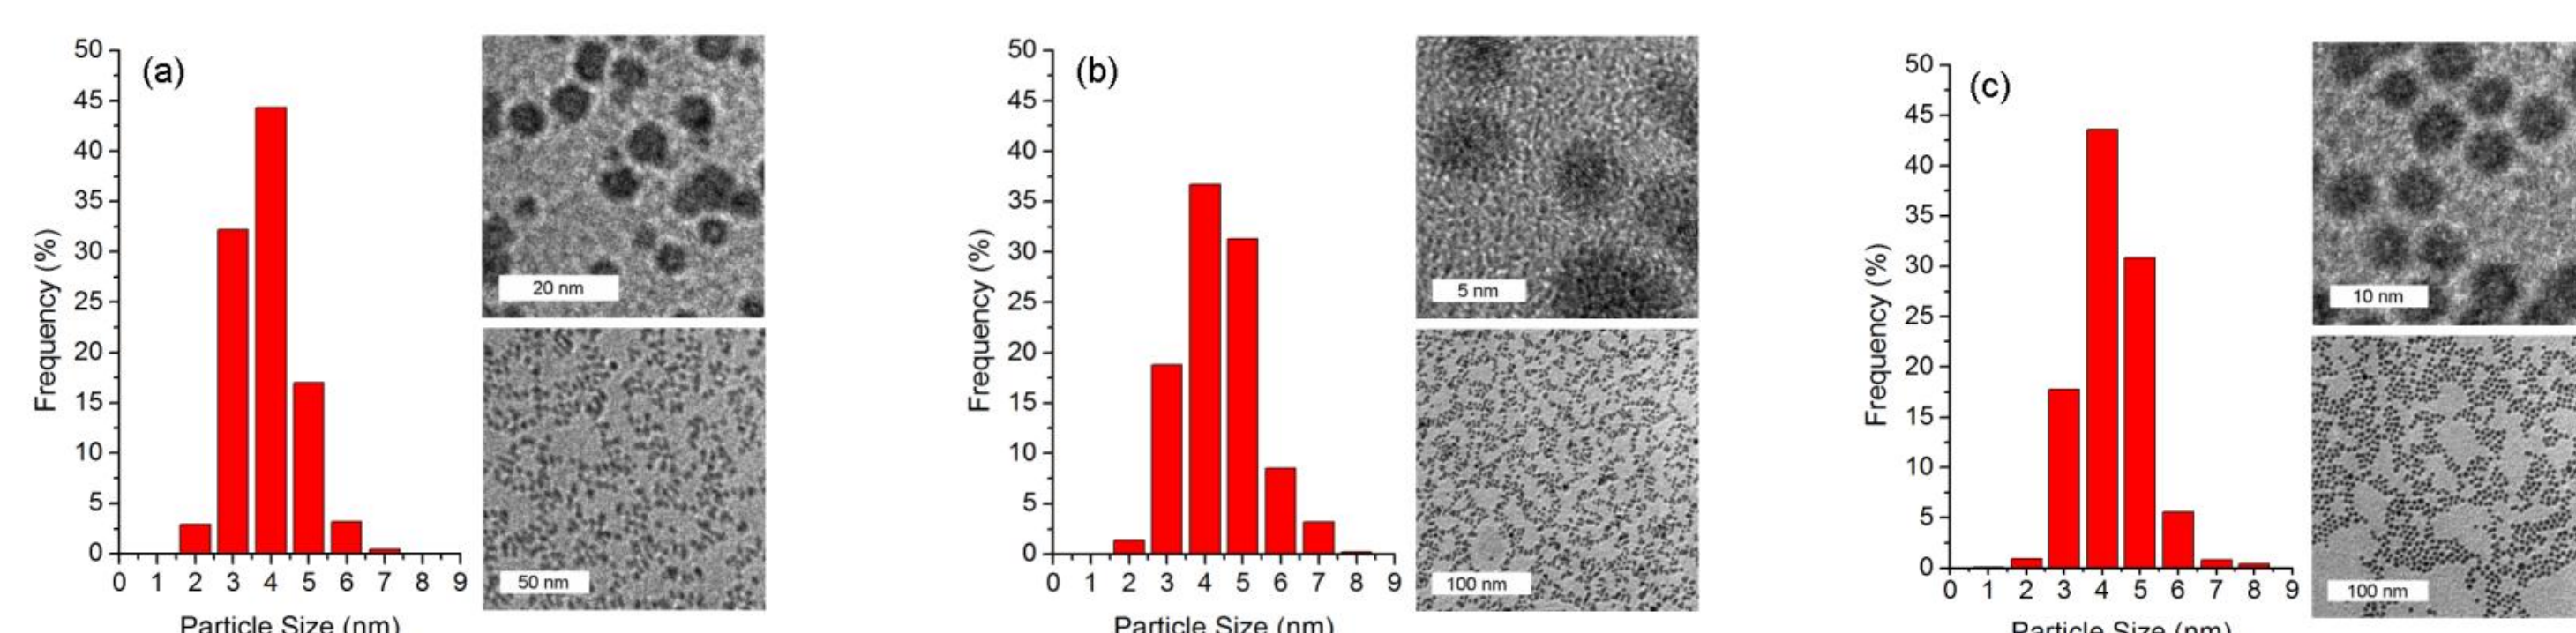 (a)
50
45
40
35
30
25
20
15
10
5
0
Frequency (%)
0 1 2 3 4 5 6 7 8 9
Particle Size (nm)
20 nm
50 nm
(b)
50
45
40
35
30
25
20
15
10
5
0
Frequency (%)
0 1 2 3 4 5 6 7 8 9
Particle Size (nm)
5 nm
100 nm
(c)
50
45
40
35
30
25
20
15
10
5
0
Frequency (%)
0 1 2 3 4 5 6 7 8 9
Particle Size (nm)
10 nm
100 nm